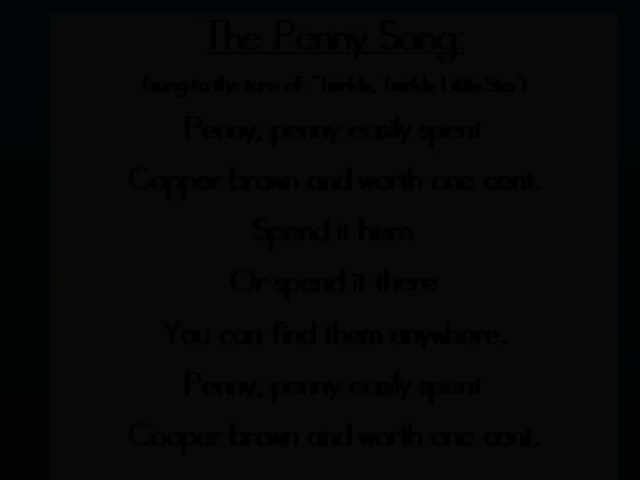 The Penny Song:
(sung to the tune of: "Twinkle, Twinkle Little Star")
Penny, penny easily spent
Copper brown and worth one cent.
Spend it here
Or spend it there
You can find them anywhere.
Penny, penny easily spent
Copper brown and worth one cent.